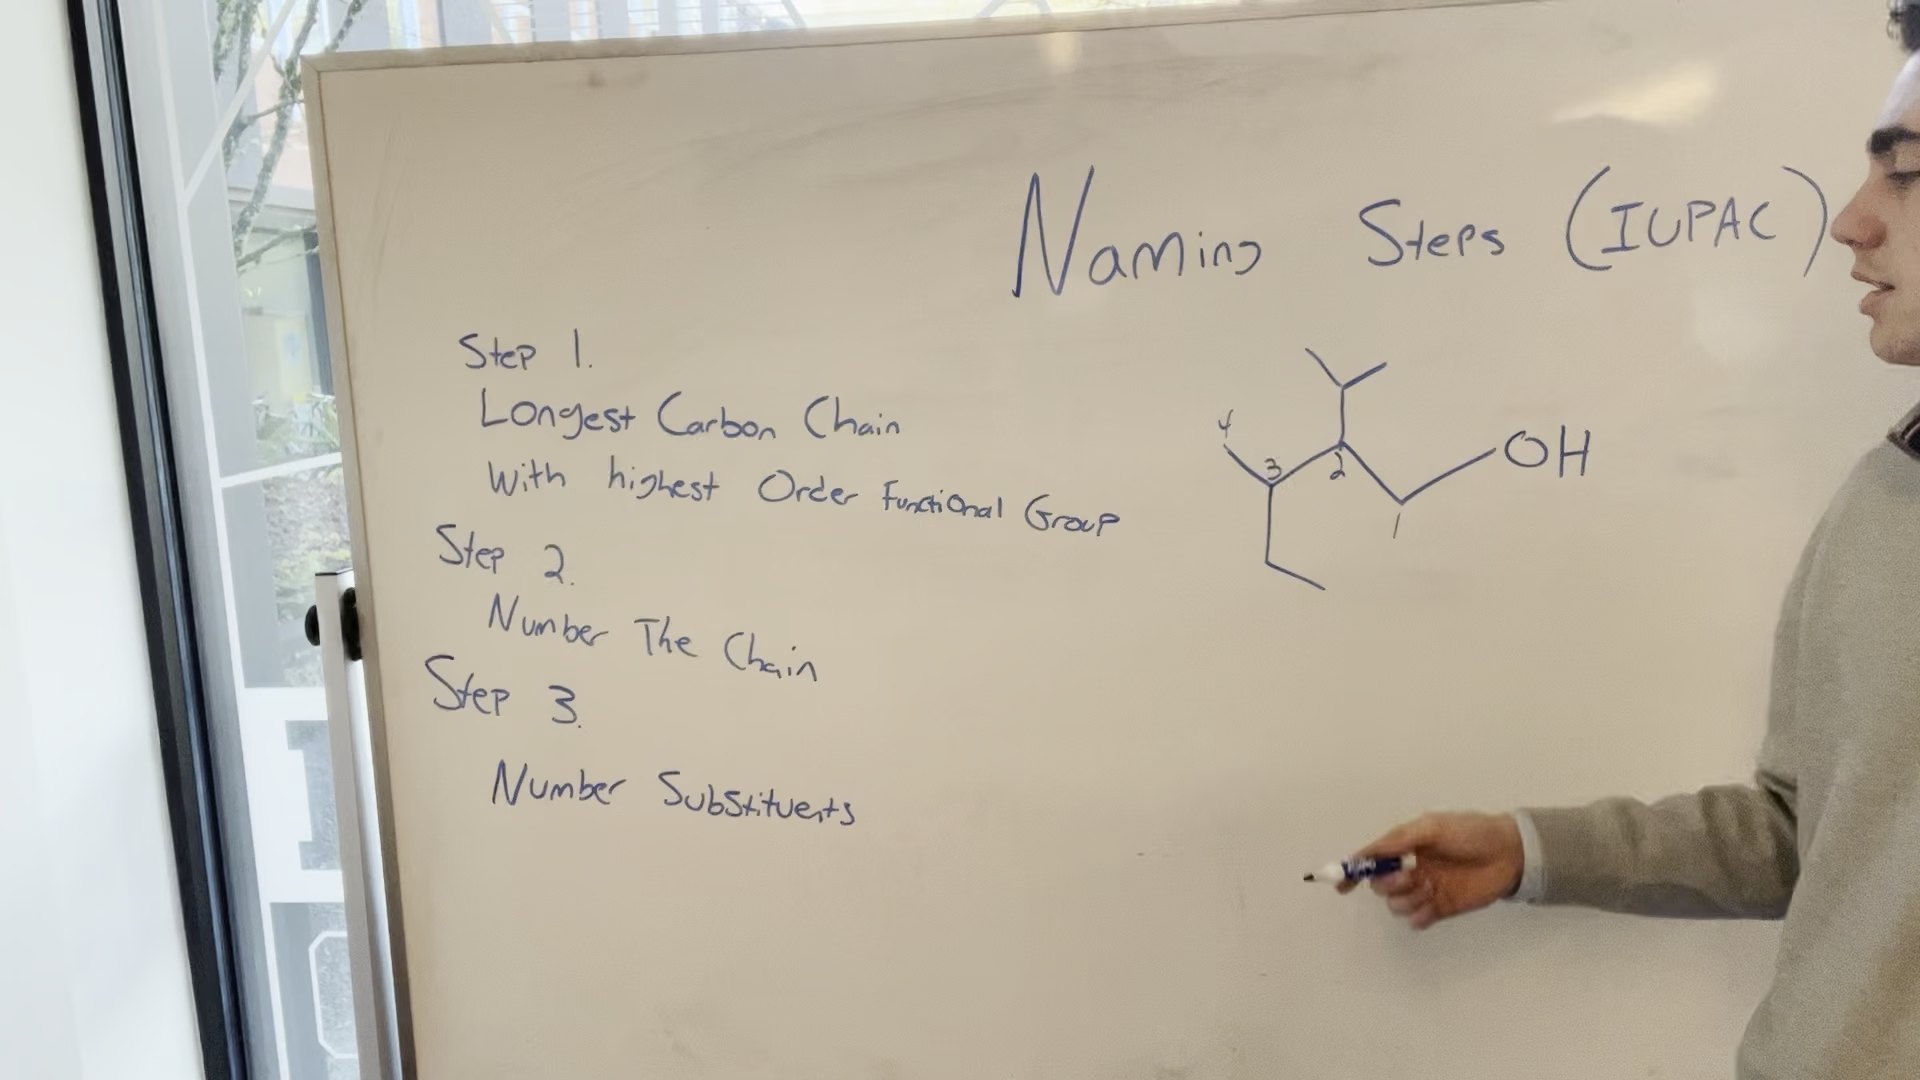 Naming Steps (IUPAC)
Step 1.
Longest Carbon Chain
With highest Order Functional Group
Step 2.
Number The Chain
Step 3.
Number Substituents
4
3
2
1
OH